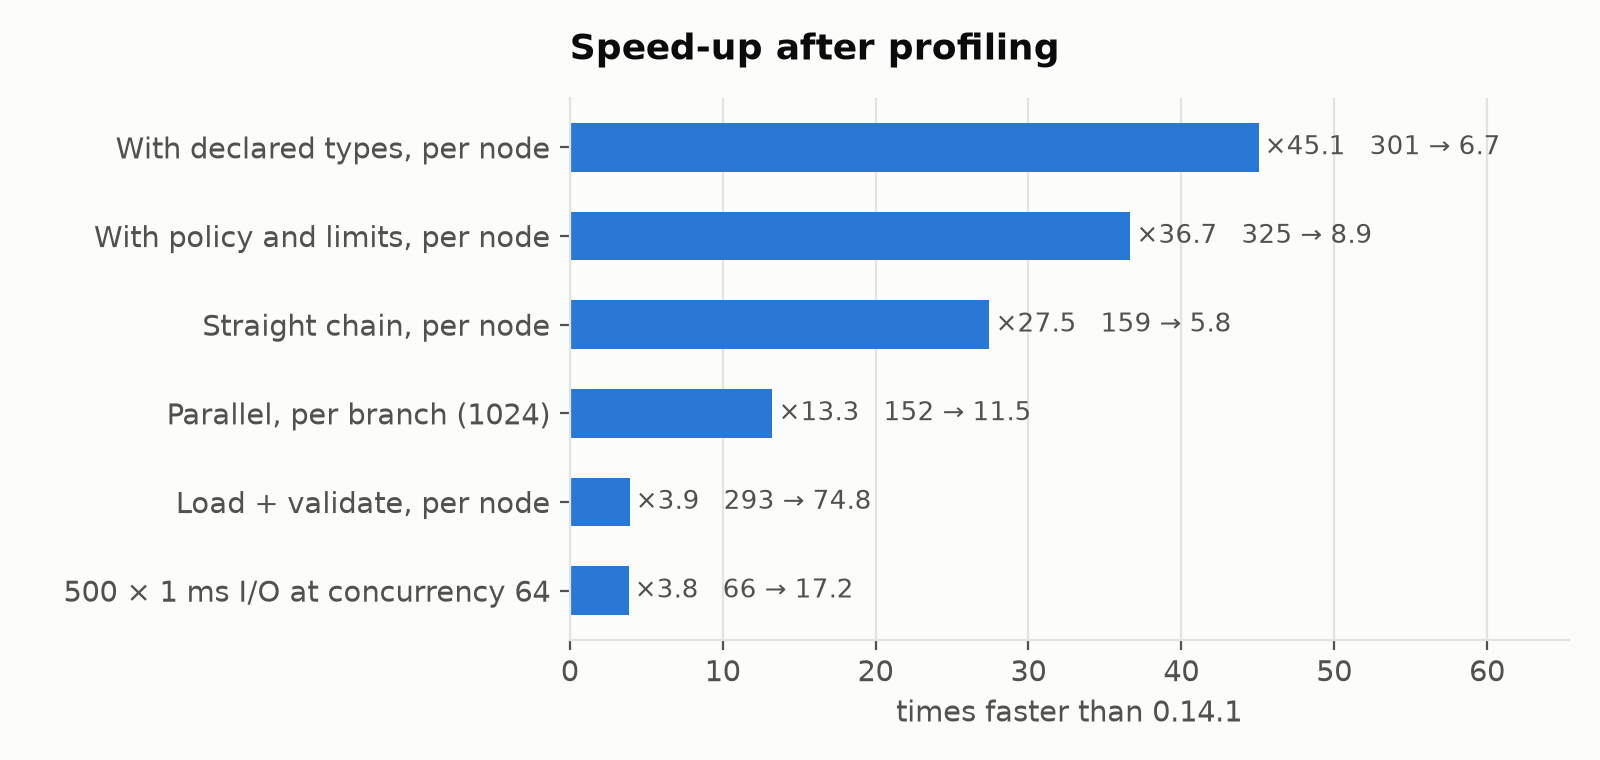 Speed-up after profiling
With declared types, per node
×45.1 301 → 6.7
With policy and limits, per node
×36.7 325 → 8.9
Straight chain, per node
×27.5 159 → 5.8
Parallel, per branch (1024)
×13.3 152 → 11.5
Load + validate, per node
×3.9 293 → 74.8
500 × 1 ms I/O at concurrency 64
×3.8 66 → 17.2
0 10 20 30 40 50 60
times faster than 0.14.1